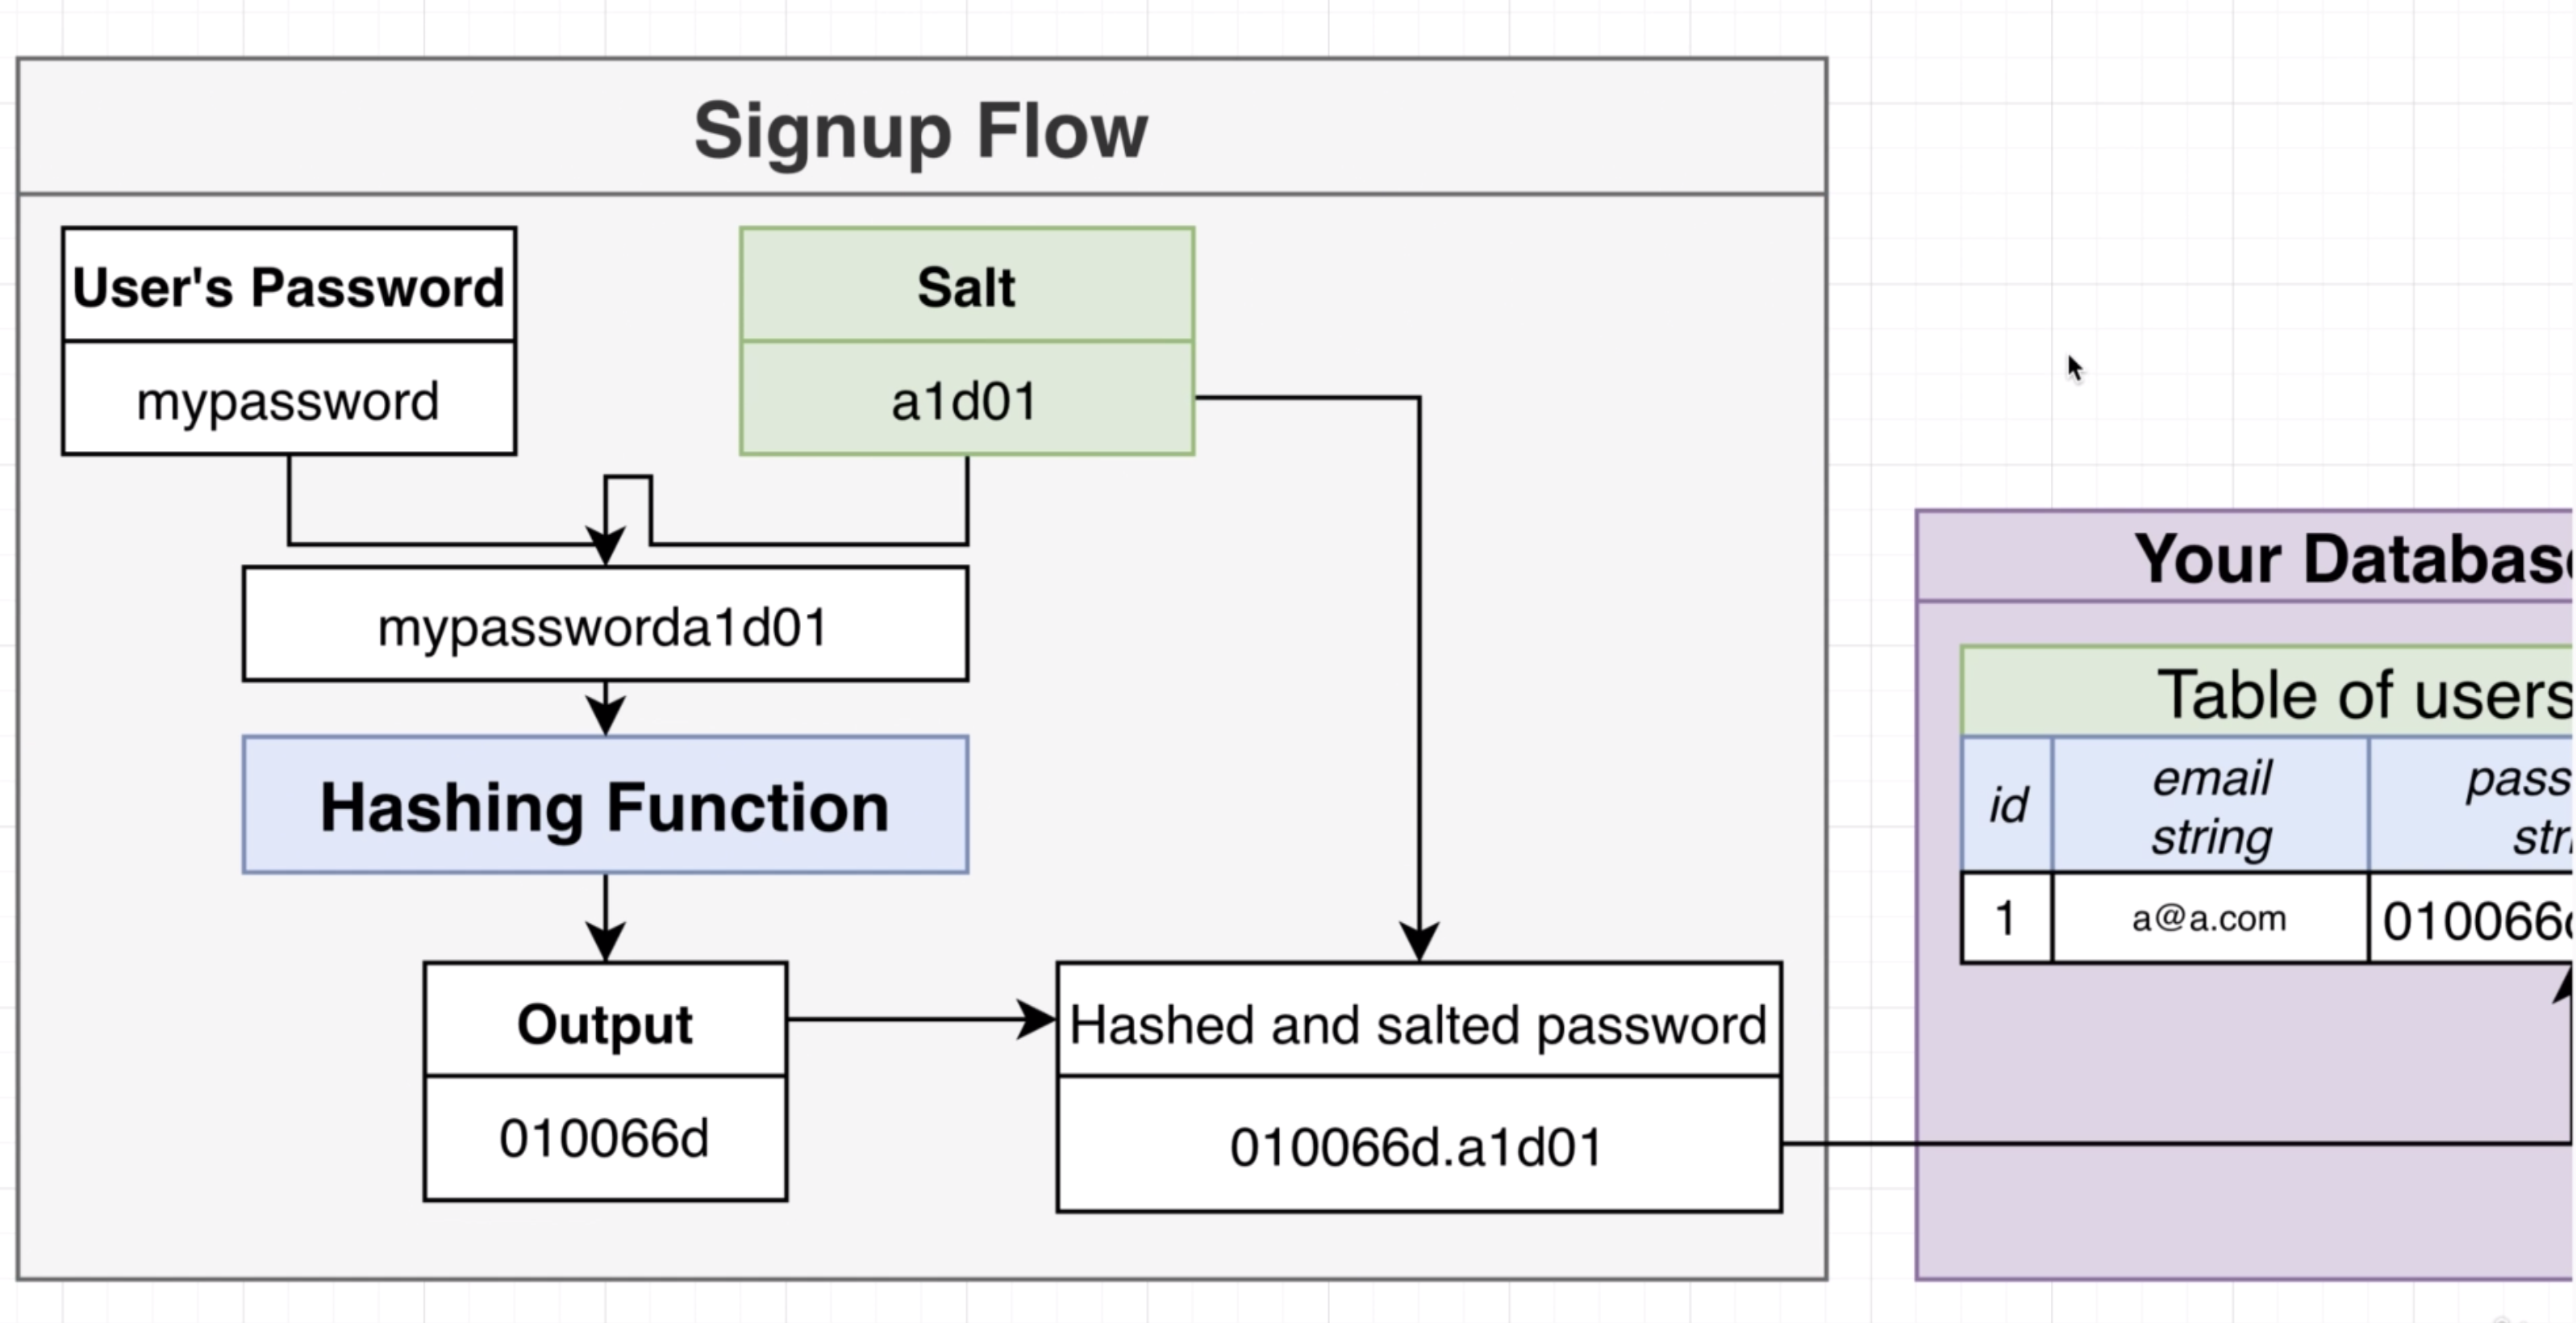 Signup Flow
User's Password
mypassword
Salt
a1d01
mypassworda1d01
Hashing Function
Output
010066d
Hashed and salted password
010066d.a1d01
Your
Table of users
id
email
string
1
a@a.com